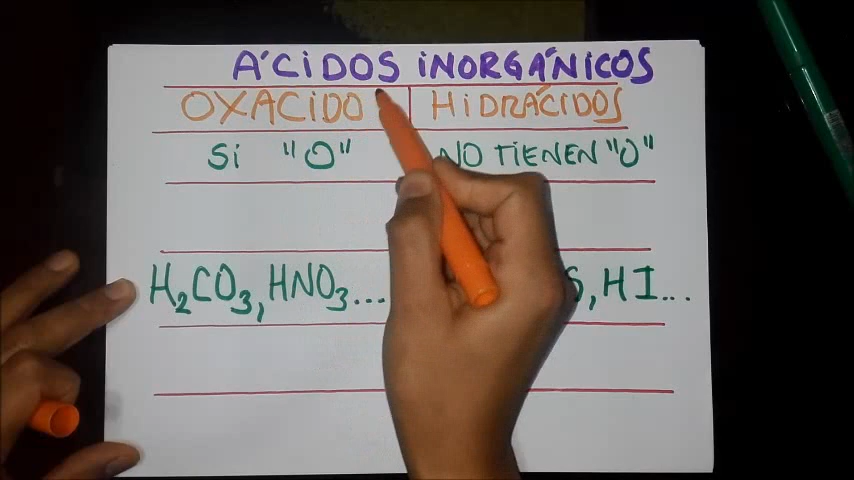 ÁCIDOS INORGÁNICOS
OXACIDO HIDRÁCIDOS
Si "O" NO TIENEN "O"
H₂CO₃, HNO₃... S, HI...